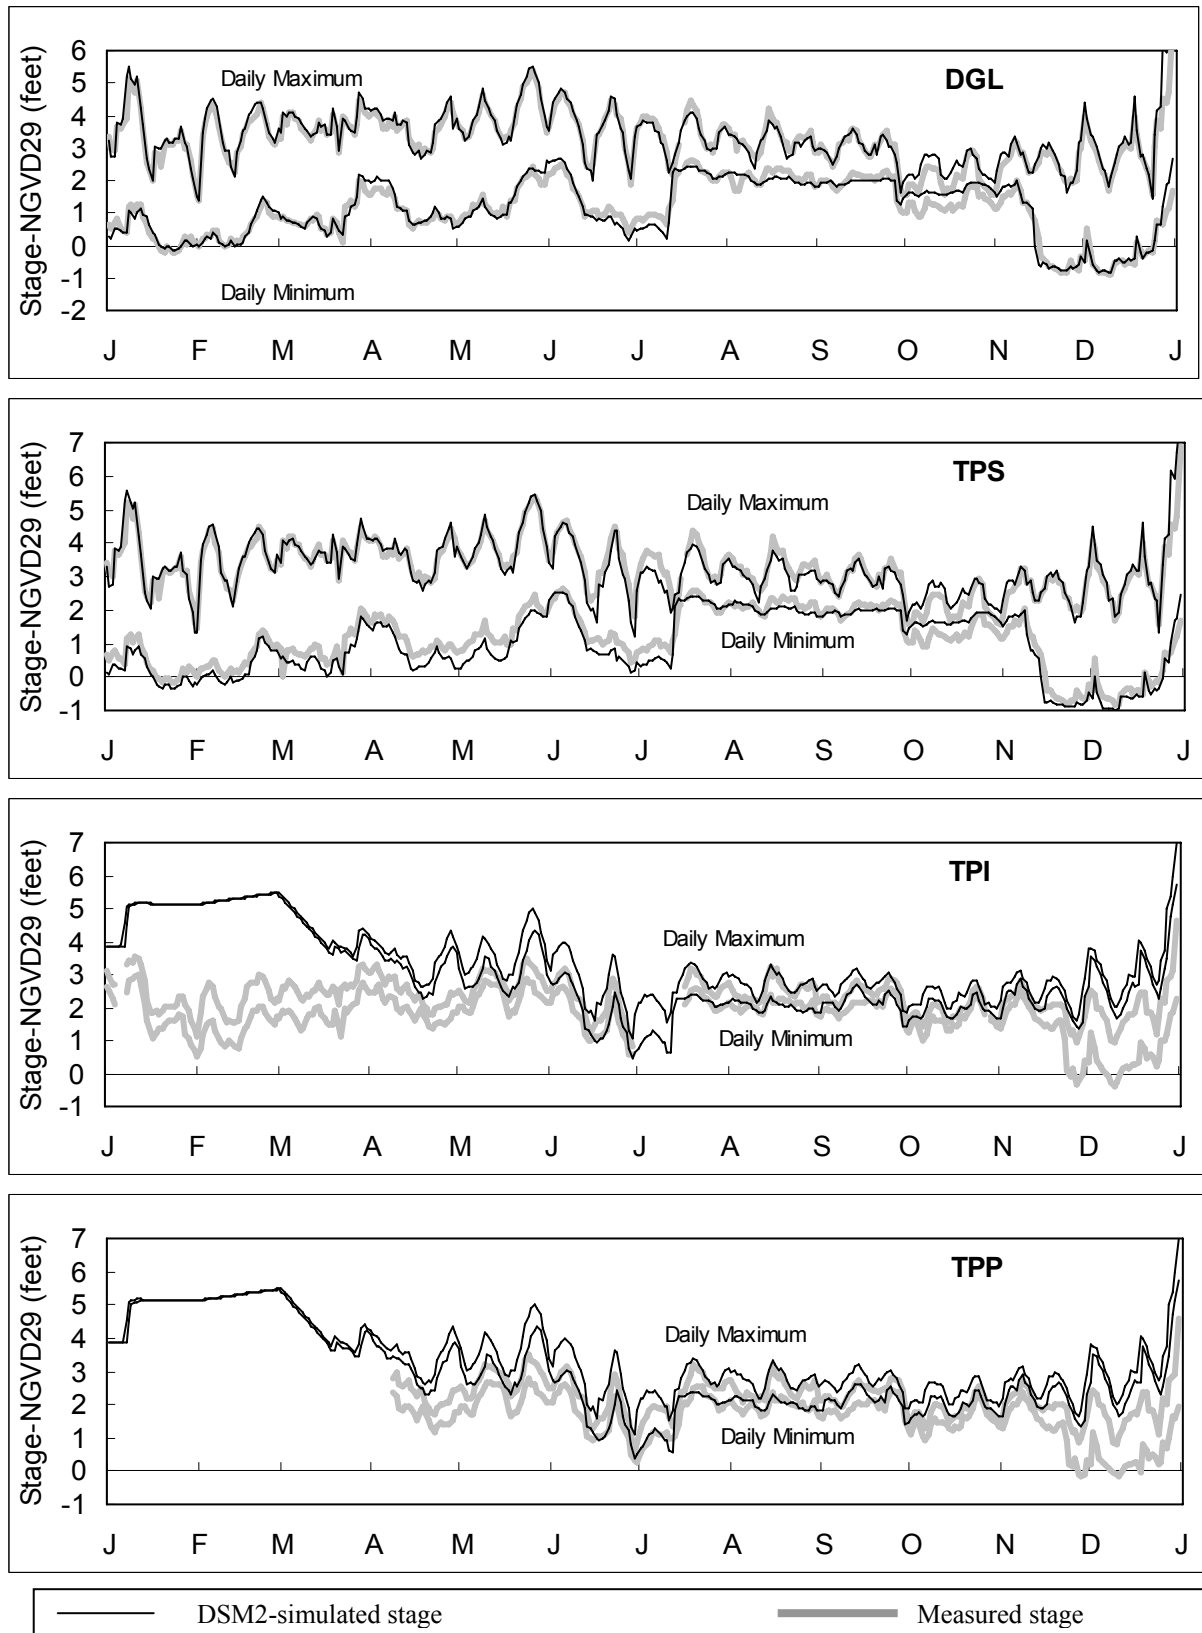 Stage-NGVD29 (feet)
6
5
4
3
2
1
0
-1
-2
Daily Maximum
DGL
Daily Minimum
J F M A M J J A S O N D J
Stage-NGVD29 (feet)
7
6
5
4
3
2
1
0
-1
TPS
Daily Maximum
Daily Minimum
J F M A M J J A S O N D J
Stage-NGVD29 (feet)
7
6
5
4
3
2
1
0
-1
TPI
Daily Maximum
Daily Minimum
J F M A M J J A S O N D J
Stage-NGVD29 (feet)
7
6
5
4
3
2
1
0
-1
TPP
Daily Maximum
Daily Minimum
J F M A M J J A S O N D J
DSM2-simulated stage Measured stage